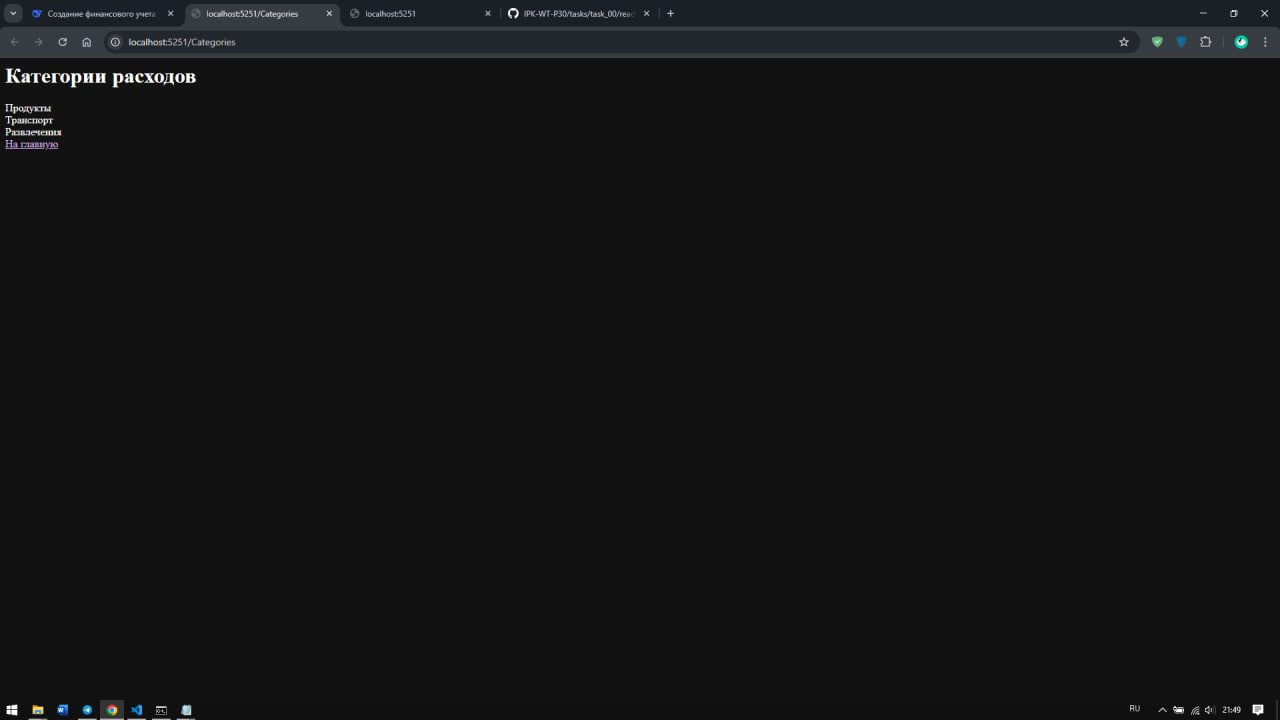 Создание финансового учета
localhost:5251/Categories
localhost:5251
IPK-WT-P30/tasks/task_00/reac
localhost:5251/Categories
Категории расходов
Продукты
Транспорт
Развлечения
На главную
RU
21:49